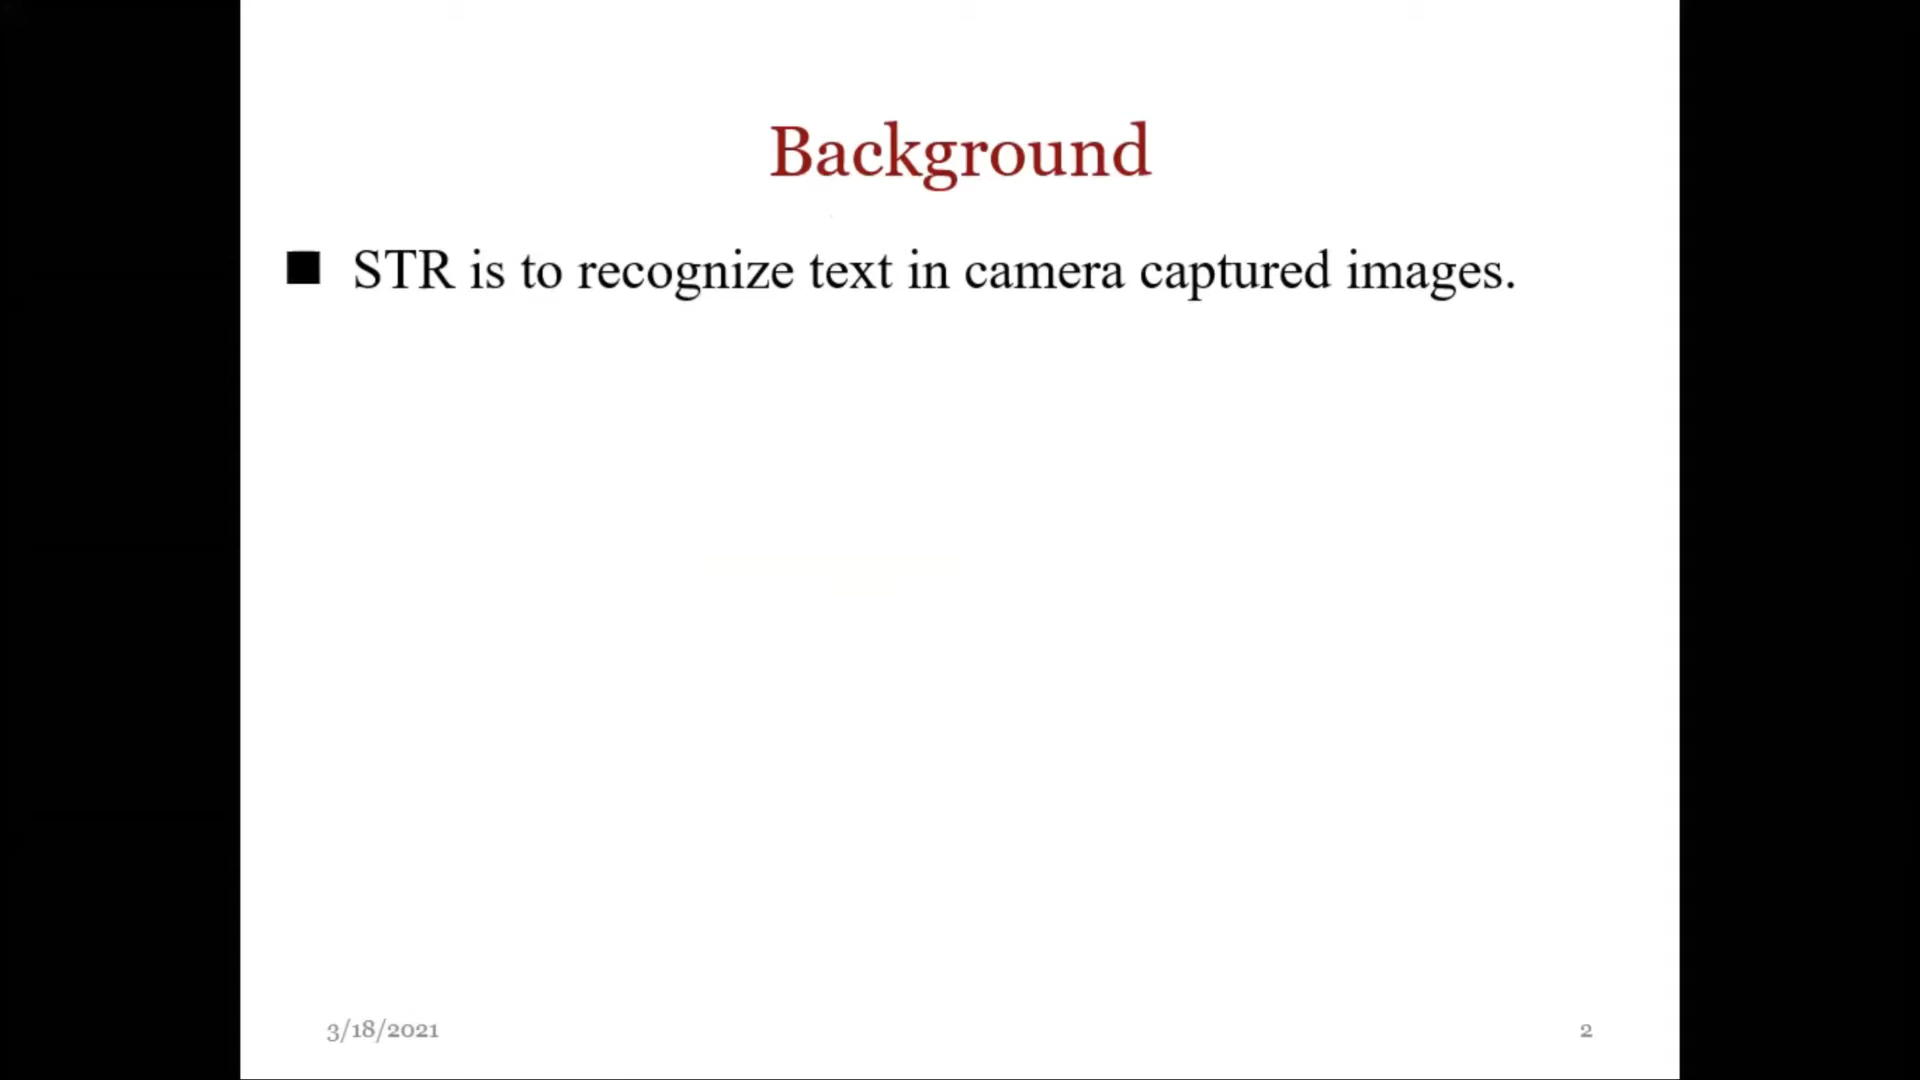 Background
■ STR is to recognize text in camera captured images.
3/18/2021
2